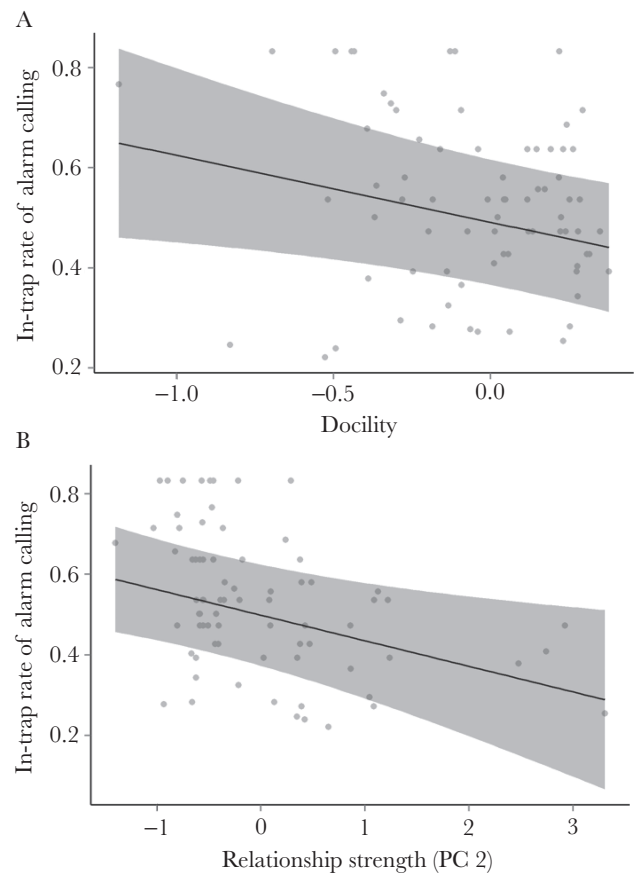 A
In-trap rate of alarm calling
0.8
0.6
0.4
0.2
−1.0
−0.5
0.0
Docility
B
In-trap rate of alarm calling
0.8
0.6
0.4
0.2
−1
0
1
2
3
Relationship strength (PC 2)